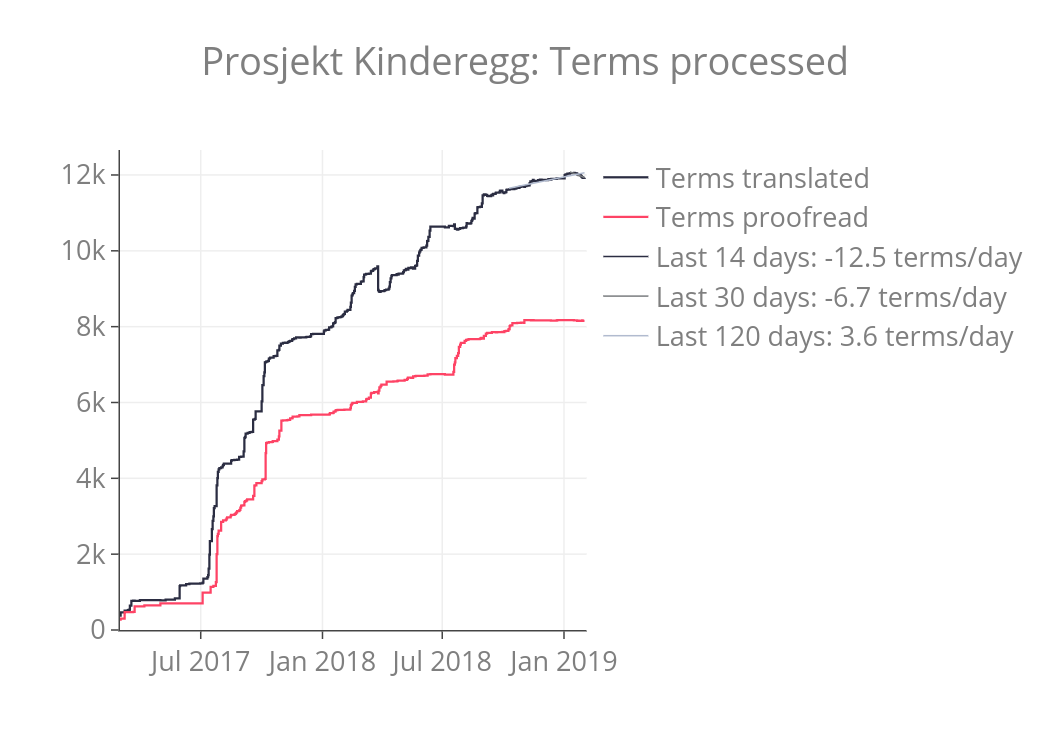 Prosjekt Kinderegg: Terms processed
12k
10k
8k
6k
4k
2k
0
Jul 2017
Jan 2018
Jul 2018
Jan 2019
Terms translated
Terms proofread
Last 14 days: -12.5 terms/day
Last 30 days: -6.7 terms/day
Last 120 days: 3.6 terms/day